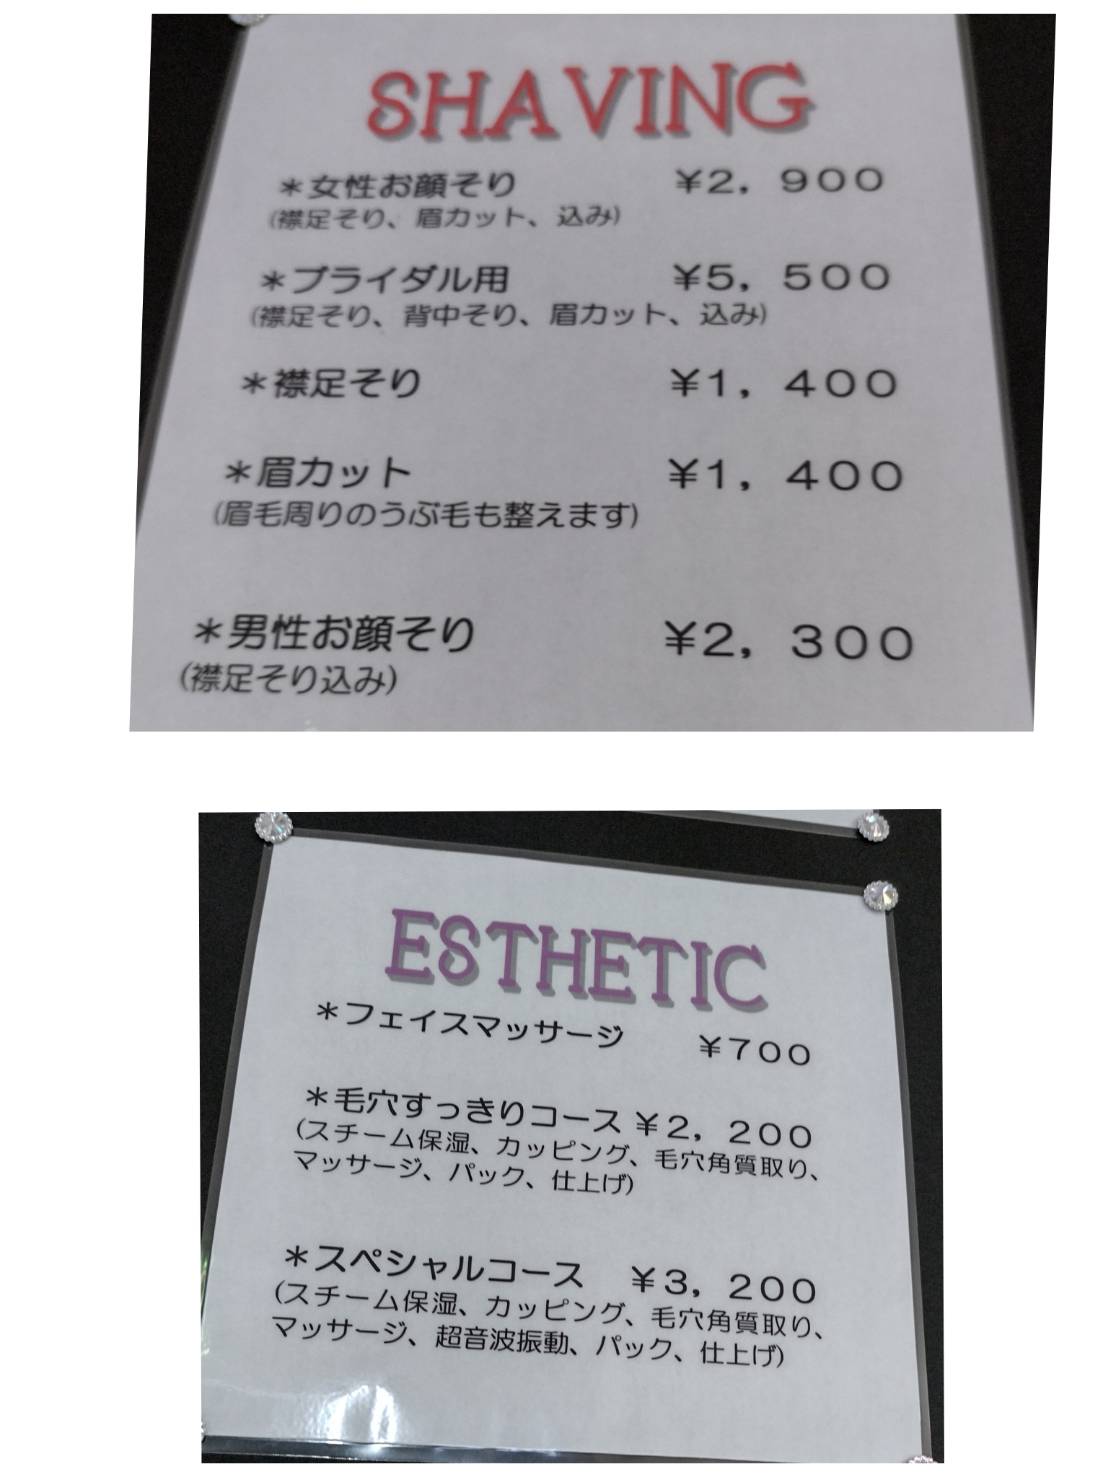 SHAVING
＊女性お顔そり ¥2，900
(襟足そり、眉カット、込み)
＊ブライダル用 ¥5，500
(襟足そり、背中そり、眉カット、込み)
＊襟足そり ¥1，400
＊眉カット ¥1，400
(眉毛周りのうぶ毛も整えます)
＊男性お顔そり ¥2，300
(襟足そり込み)
ESTHETIC
＊フェイスマッサージ ¥700
＊毛穴すっきりコース ¥2，200
(スチーム保湿、カッピング、毛穴角質取り、
マッサージ、パック、仕上げ)
＊スペシャルコース ¥3，200
(スチーム保湿、カッピング、毛穴角質取り、
マッサージ、超音波振動、パック、仕上げ)